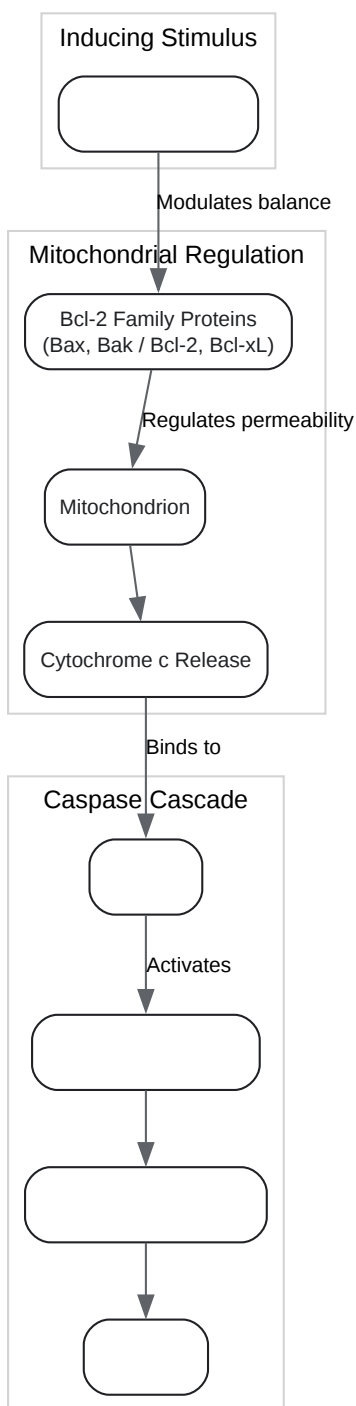 Inducing Stimulus
Modulates balance
Mitochondrial Regulation
Bcl-2 Family Proteins
(Bax, Bak / Bcl-2, Bcl-xL)
Regulates permeability
Mitochondrion
Cytochrome c Release
Binds to
Caspase Cascade
Activates